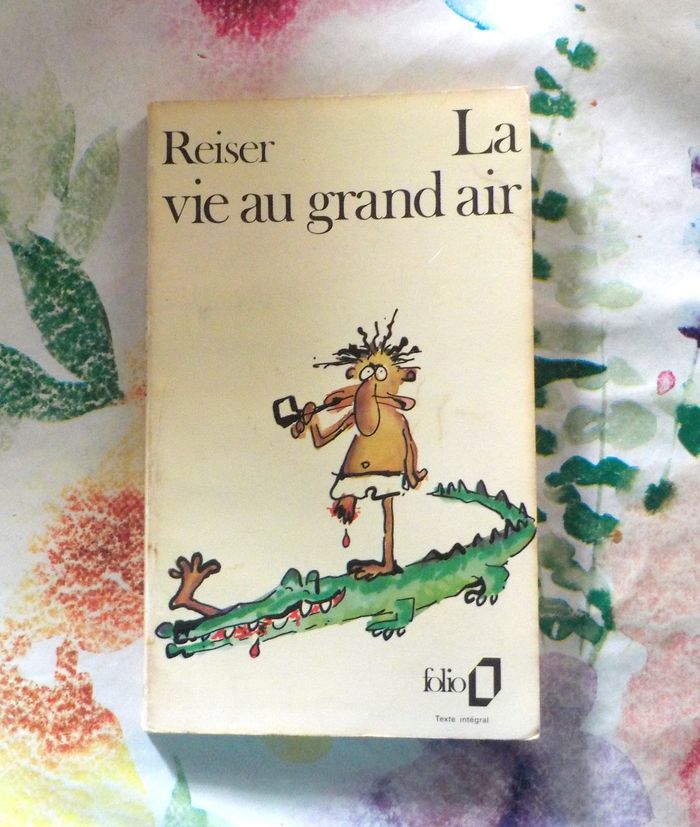 Reiser La
vie au grand air
folio
Texte intégral